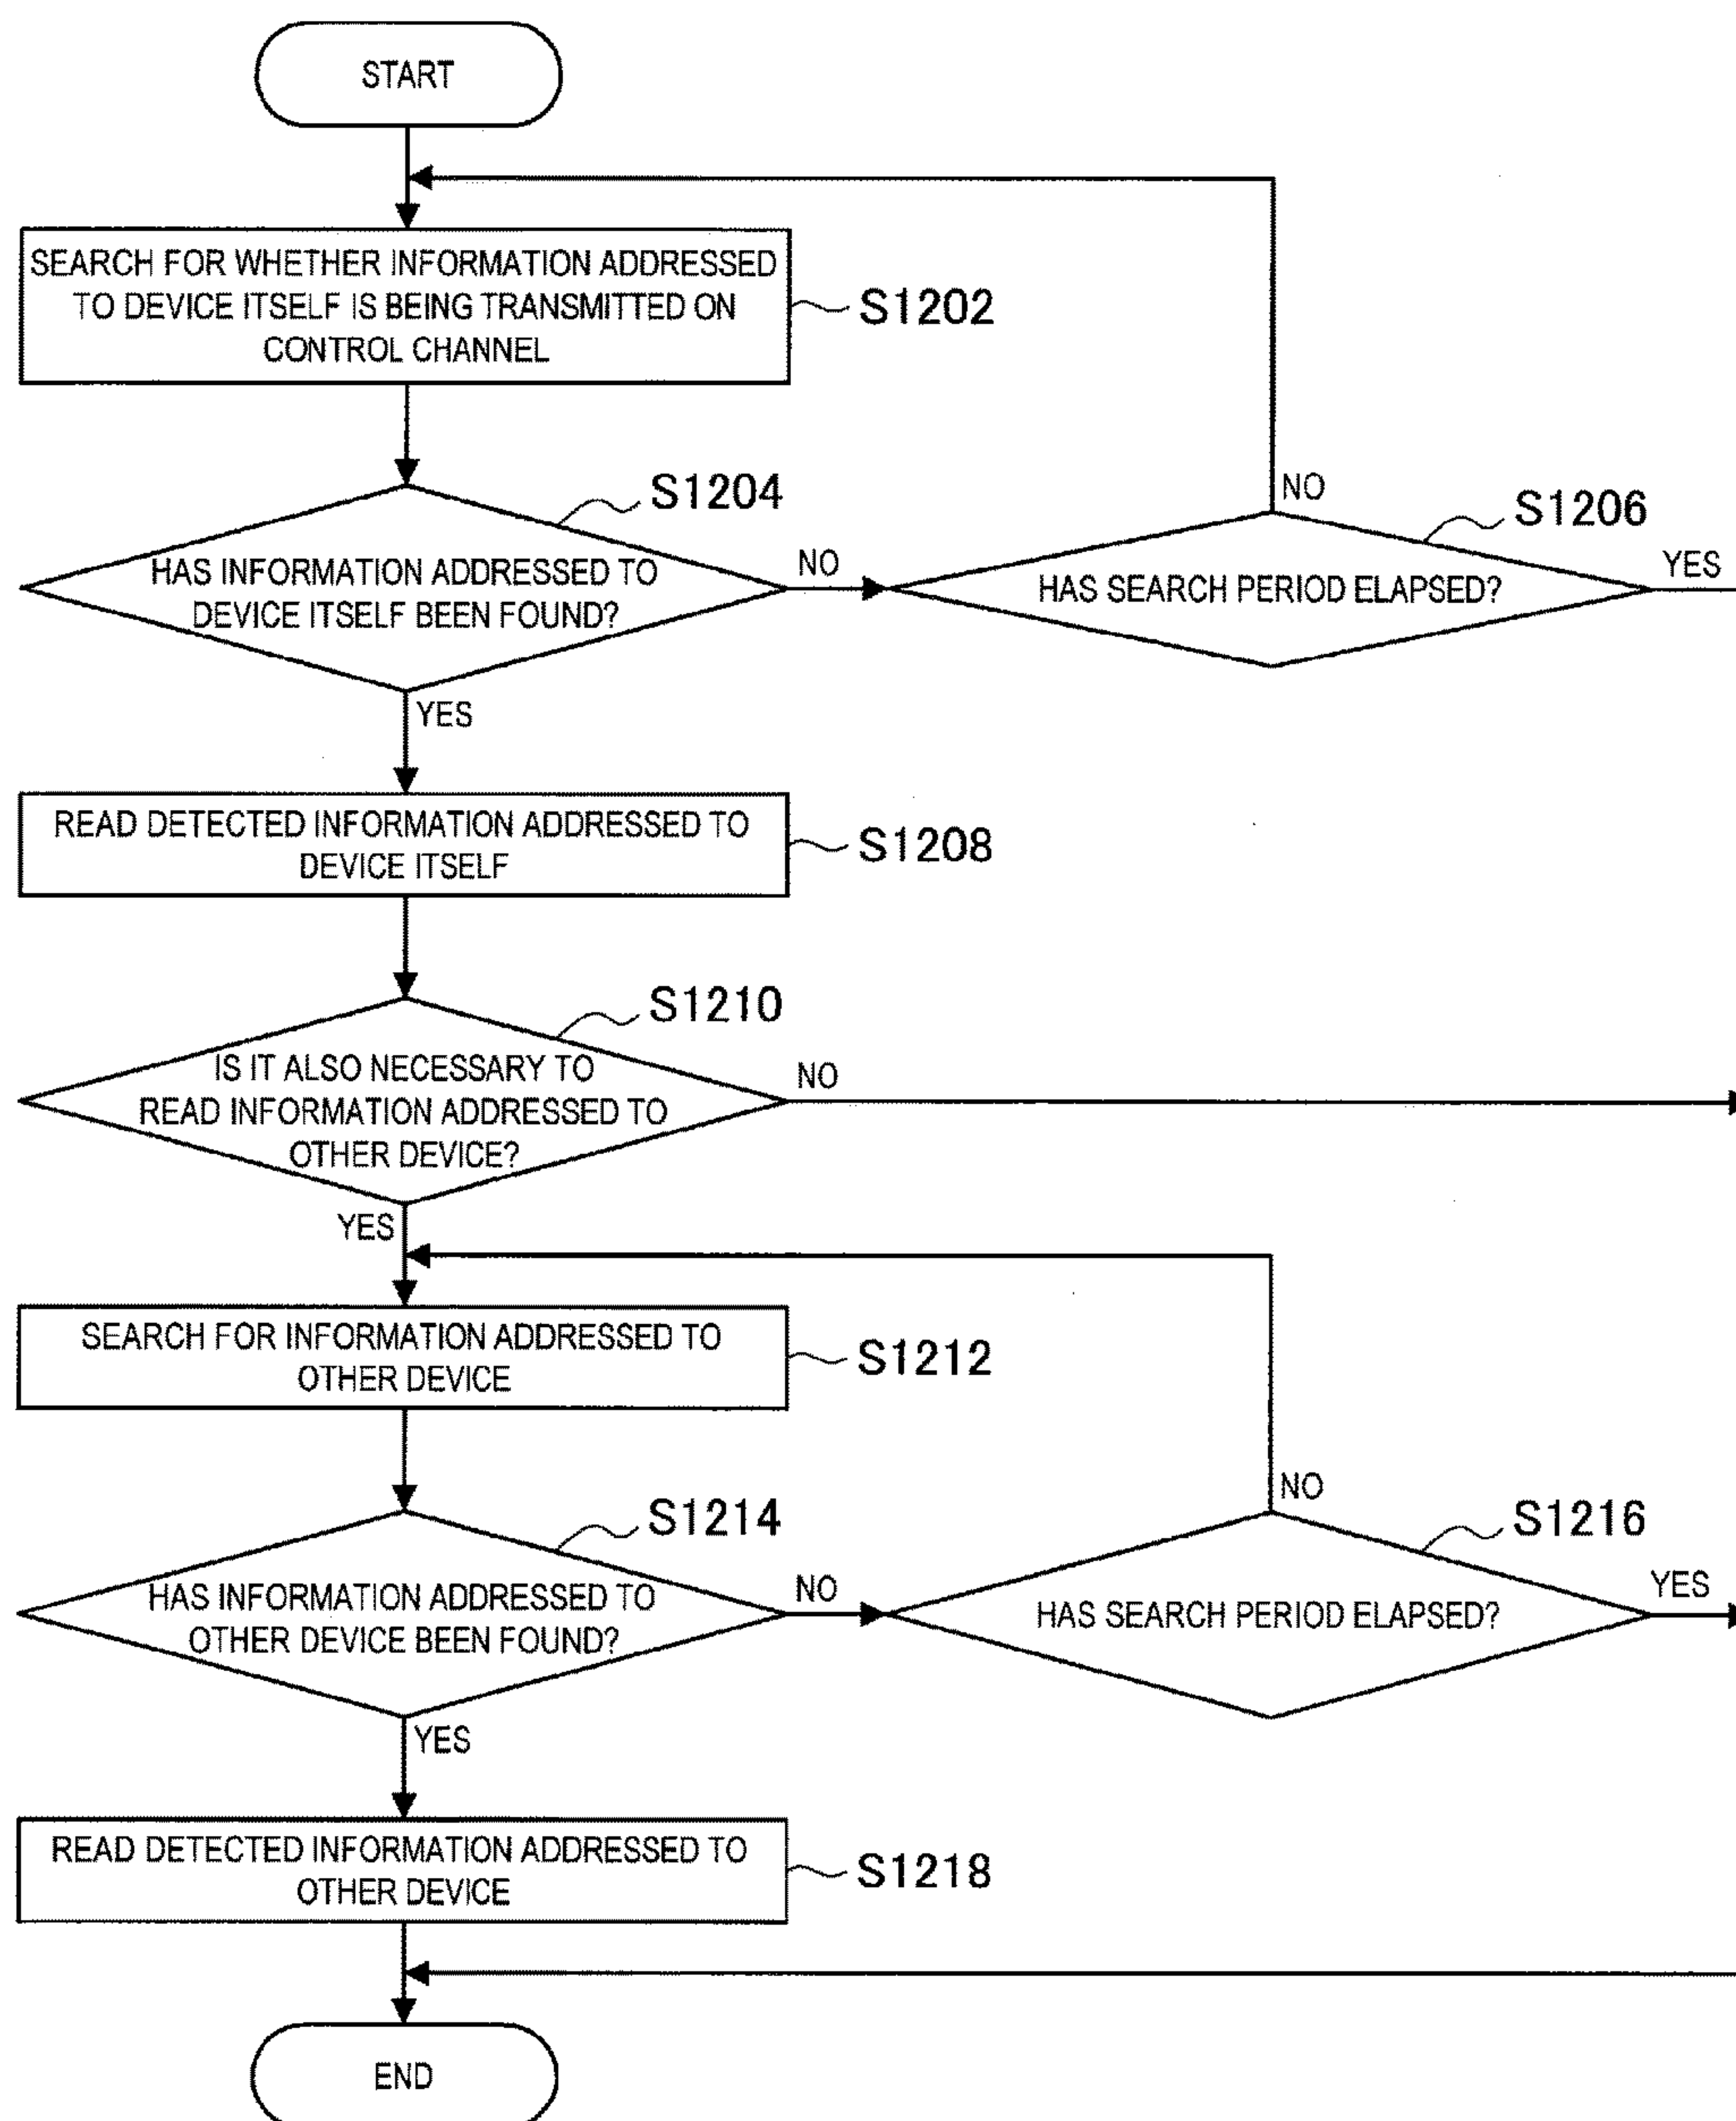 START
SEARCH FOR WHETHER INFORMATION ADDRESSED
TO DEVICE ITSELF IS BEING TRANSMITTED ON
CONTROL CHANNEL
S1202
S1204
HAS INFORMATION ADDRESSED TO
DEVICE ITSELF BEEN FOUND?
NO
YES
S1206
HAS SEARCH PERIOD ELAPSED?
NO
YES
READ DETECTED INFORMATION ADDRESSED TO
DEVICE ITSELF
S1208
S1210
IS IT ALSO NECESSARY TO
READ INFORMATION ADDRESSED TO
OTHER DEVICE?
NO
YES
SEARCH FOR INFORMATION ADDRESSED TO
OTHER DEVICE
S1212
S1214
HAS INFORMATION ADDRESSED TO
OTHER DEVICE BEEN FOUND?
NO
YES
S1216
HAS SEARCH PERIOD ELAPSED?
NO
YES
READ DETECTED INFORMATION ADDRESSED TO
OTHER DEVICE
S1218
END